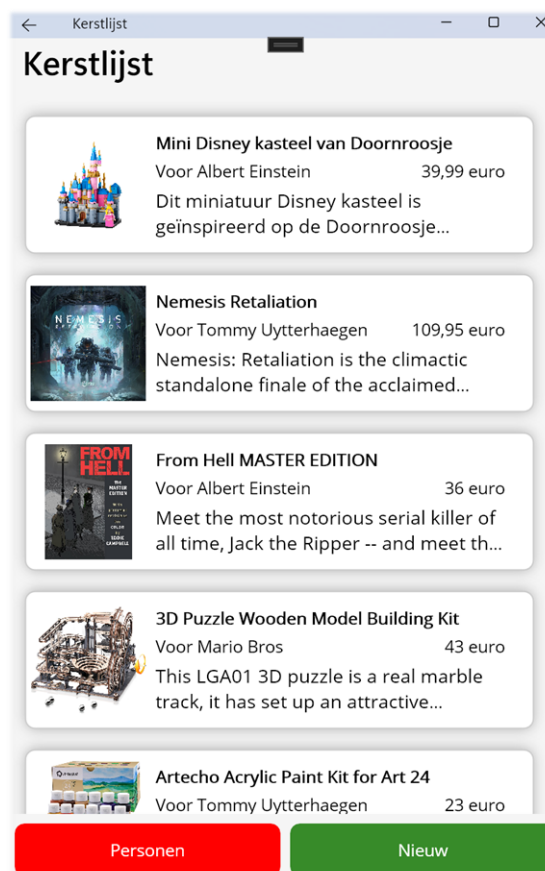 Kerstlijst
Kerstlijst
Mini Disney kasteel van Doornroosje
Voor Albert Einstein 39,99 euro
Dit miniatuur Disney kasteel is
geïnspireerd op de Doornroosje...
NEMESIS
Nemesis Retaliation
Voor Tommy Uytterhaegen 109,95 euro
Nemesis: Retaliation is the climactic
standalone finale of the acclaimed...
FROM
HELL
the
MASTER
EDITION
EDDIE
CAMPBELL
From Hell MASTER EDITION
Voor Albert Einstein 36 euro
Meet the most notorious serial killer of
all time, Jack the Ripper -- and meet th...
3D Puzzle Wooden Model Building Kit
Voor Mario Bros 43 euro
This LGA01 3D puzzle is a real marble
track, it has set up an attractive...
Artecho Acrylic Paint Kit for Art 24
Voor Tommy Uytterhaegen 23 euro
Personen Nieuw